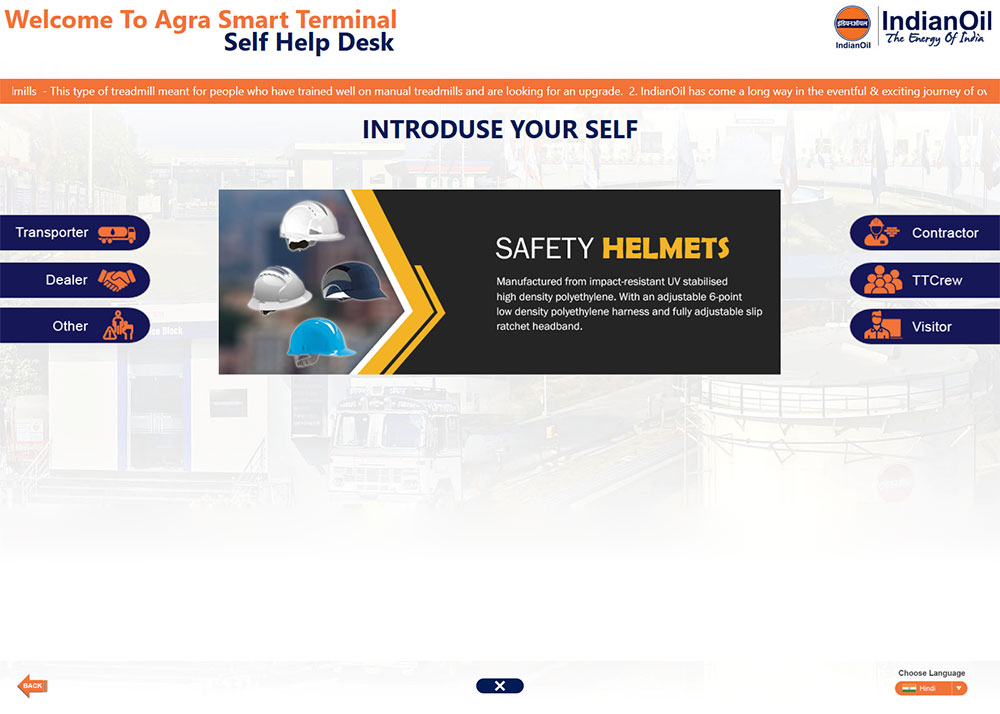 Welcome To Agra Smart Terminal
Self Help Desk
इंडियनऑयल
IndianOil
IndianOil
The Energy Of India
lmills - This type of treadmill meant for people who have trained well on manual treadmills and are looking for an upgrade. 2. IndianOil has come a long way in the eventful & exciting journey of ov
INTRODUSE YOUR SELF
Transporter
Dealer
Other
SAFETY HELMETS
Manufactured from impact-resistant UV stabilised
high density polyethylene. With an adjustable 6-point
low density polyethylene harness and fully adjustable slip
ratchet headband.
Contractor
TTCrew
Visitor
BACK
Choose Language
Hindi